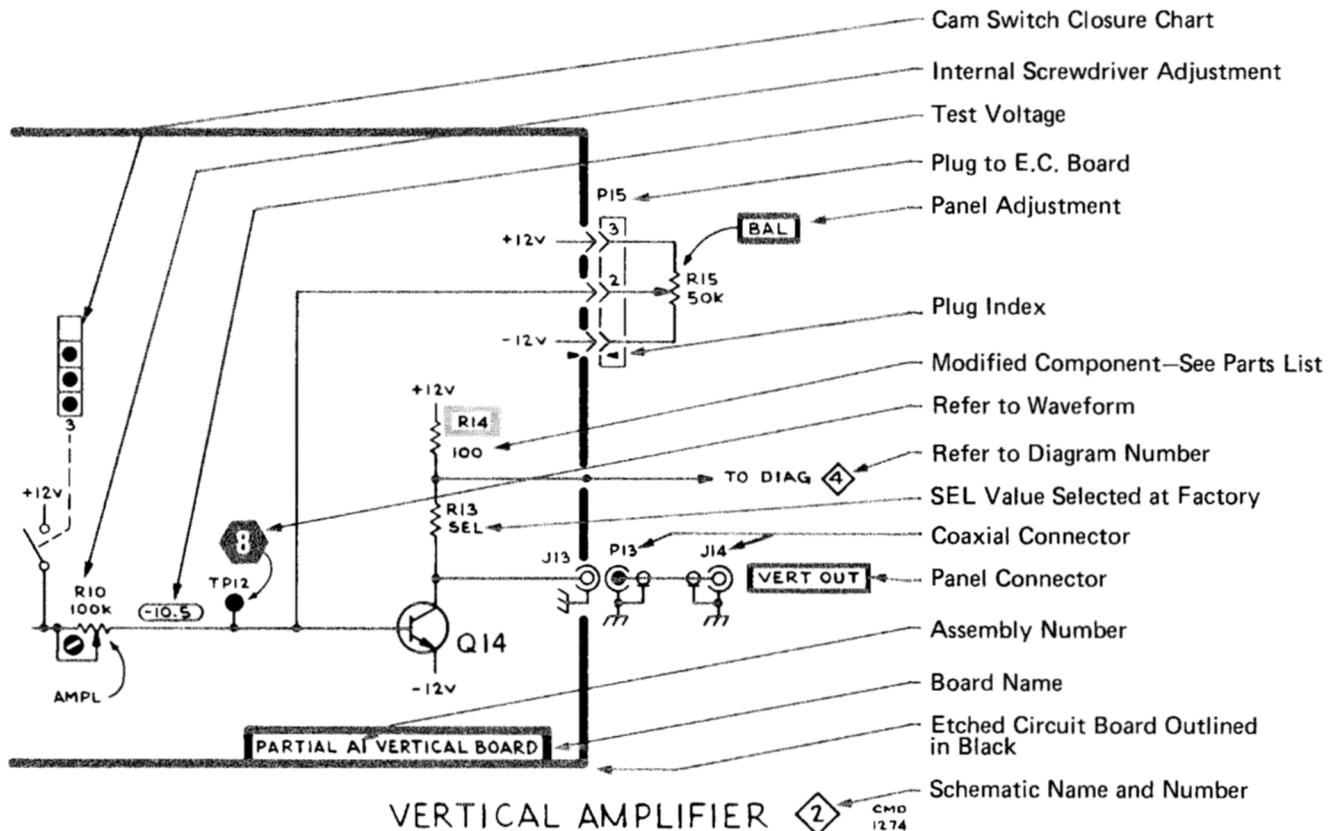 Cam Switch Closure Chart
Internal Screwdriver Adjustment
Test Voltage
Plug to E.C. Board
Panel Adjustment
Plug Index
Modified Component—See Parts List
Refer to Waveform
Refer to Diagram Number
SEL Value Selected at Factory
Coaxial Connector
Panel Connector
Assembly Number
Board Name
Etched Circuit Board Outlined
in Black
Schematic Name and Number
P15
BAL
+12V
3
R15
50K
2
-12V
3
+12V
R14
100
TO DIAG 4
R13
SEL
+12V
8
J13
P13
J14
VERT OUT
R10
100K
-10.5
TP12
Q14
AMPL
-12V
PARTIAL A1 VERTICAL BOARD
VERTICAL AMPLIFIER 2
CMD
1274